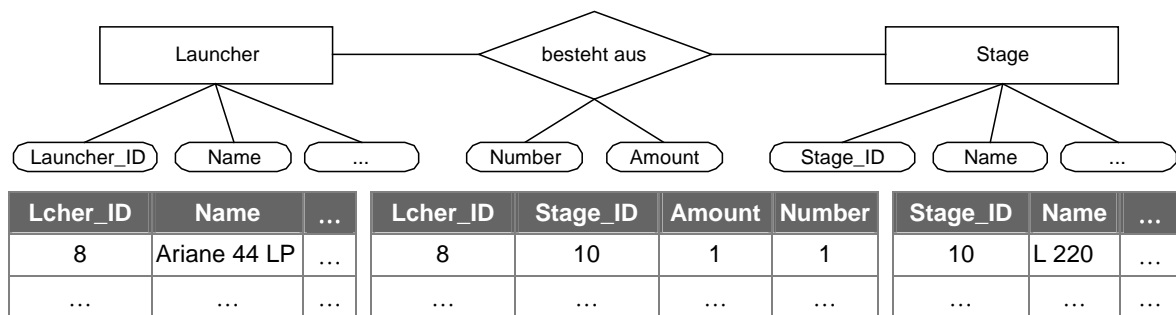 Launcher besteht aus Stage
Launcher_ID Name ... Number Amount Stage_ID Name ...
Lcher_ID Name … Lcher_ID Stage_ID Amount Number Stage_ID Name …
8 Ariane 44 LP … 8 10 1 1 10 L 220 …
… … … … … … … … … …